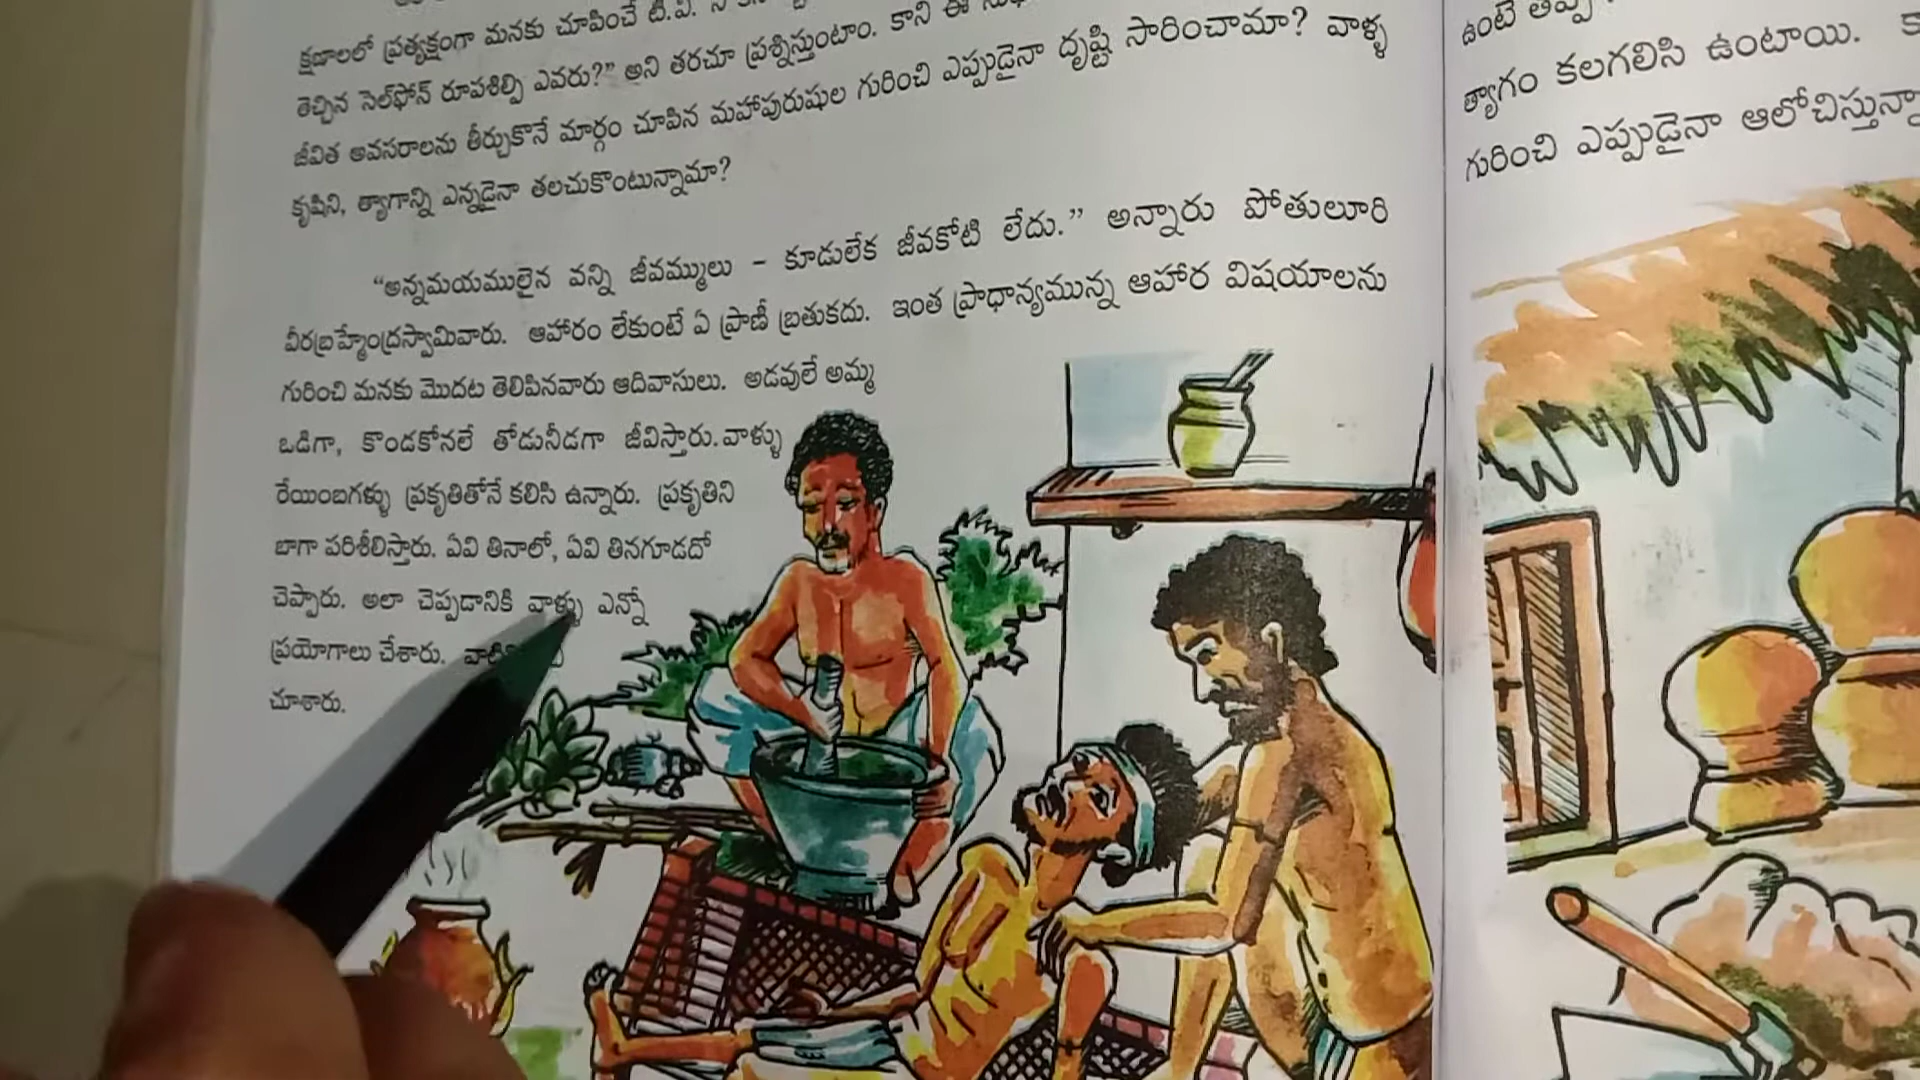 క్షణాలలో ప్రత్యక్షంగా మనకు చూపించే టి.వి.
తెచ్చిన సెల్‌ఫోన్ రూపశిల్పి ఎవరు?" అని తరచూ ప్రశ్నిస్తుంటాం. కాని ఈ
జీవిత అవసరాలను తీర్చుకొనే మార్గం చూపిన మహాపురుషుల గురించి ఎప్పుడైనా దృష్టి సారించామా? వాళ్ళ
కృషిని, త్యాగాన్ని ఎన్నడైనా తలచుకొంటున్నామా?
"అన్నమయములైన వన్ని జీవమ్ములు – కూడులేక జీవకోటి లేదు." అన్నారు పోతులూరి
వీరబ్రహ్మేంద్రస్వామివారు. ఆహారం లేకుంటే ఏ ప్రాణీ బ్రతుకదు. ఇంత ప్రాధాన్యమున్న ఆహార విషయాలను
గురించి మనకు మొదట తెలిపినవారు ఆదివాసులు. అడవులే అమ్మ
ఒడిగా, కొండకోనలే తోడునీడగా జీవిస్తారు. వాళ్ళు
రేయింబగళ్ళు ప్రకృతితోనే కలిసి ఉన్నారు. ప్రకృతిని
బాగా పరిశీలిస్తారు. ఏవి తినాలో, ఏవి తినగూడదో
చెప్పారు. అలా చెప్పడానికి వాళ్ళు ఎన్నో
ప్రయోగాలు చేశారు.
చూశారు.
ఉంటే
త్యాగం కలగలిసి ఉంటాయి.
గురించి ఎప్పుడైనా